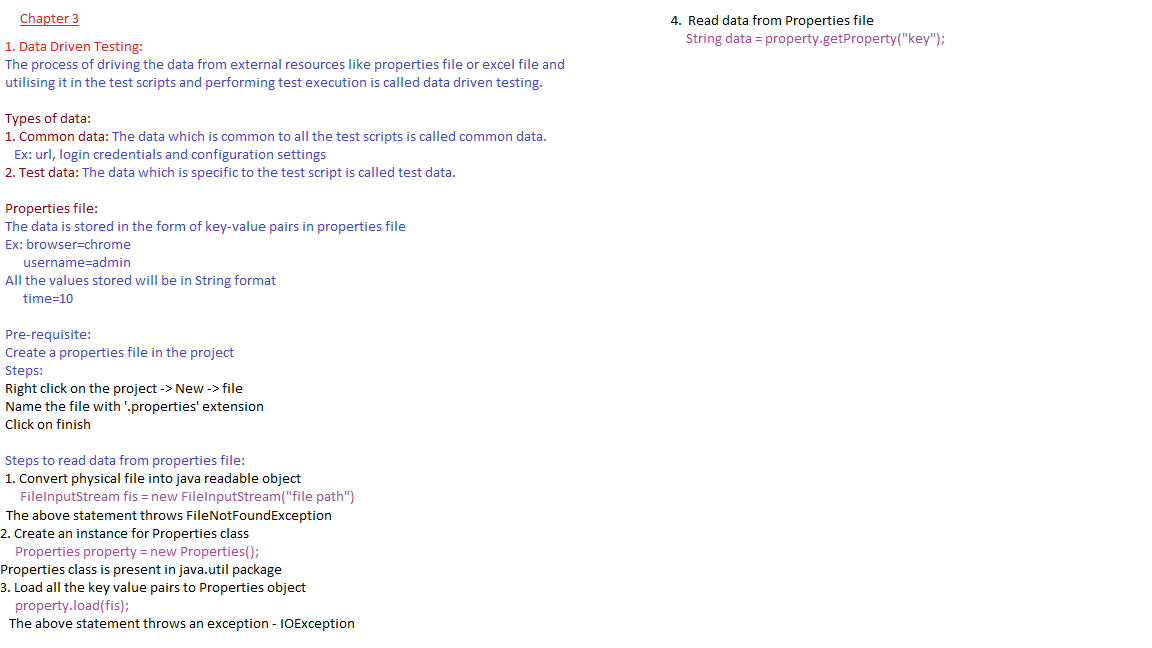 Chapter 3
1. Data Driven Testing:
The process of driving the data from external resources like properties file or excel file and
utilising it in the test scripts and performing test execution is called data driven testing.
Types of data:
1. Common data: The data which is common to all the test scripts is called common data.
Ex: url, login credentials and configuration settings
2. Test data: The data which is specific to the test script is called test data.
Properties file:
The data is stored in the form of key-value pairs in properties file
Ex: browser=chrome
username=admin
All the values stored will be in String format
time=10
Pre-requisite:
Create a properties file in the project
Steps:
Right click on the project -> New -> file
Name the file with '.properties' extension
Click on finish
Steps to read data from properties file:
1. Convert physical file into java readable object
FileInputStream fis = new FileInputStream("file path")
The above statement throws FileNotFoundException
2. Create an instance for Properties class
Properties property = new Properties();
Properties class is present in java.util package
3. Load all the key value pairs to Properties object
property.load(fis);
The above statement throws an exception - IOException
4. Read data from Properties file
String data = property.getProperty("key");